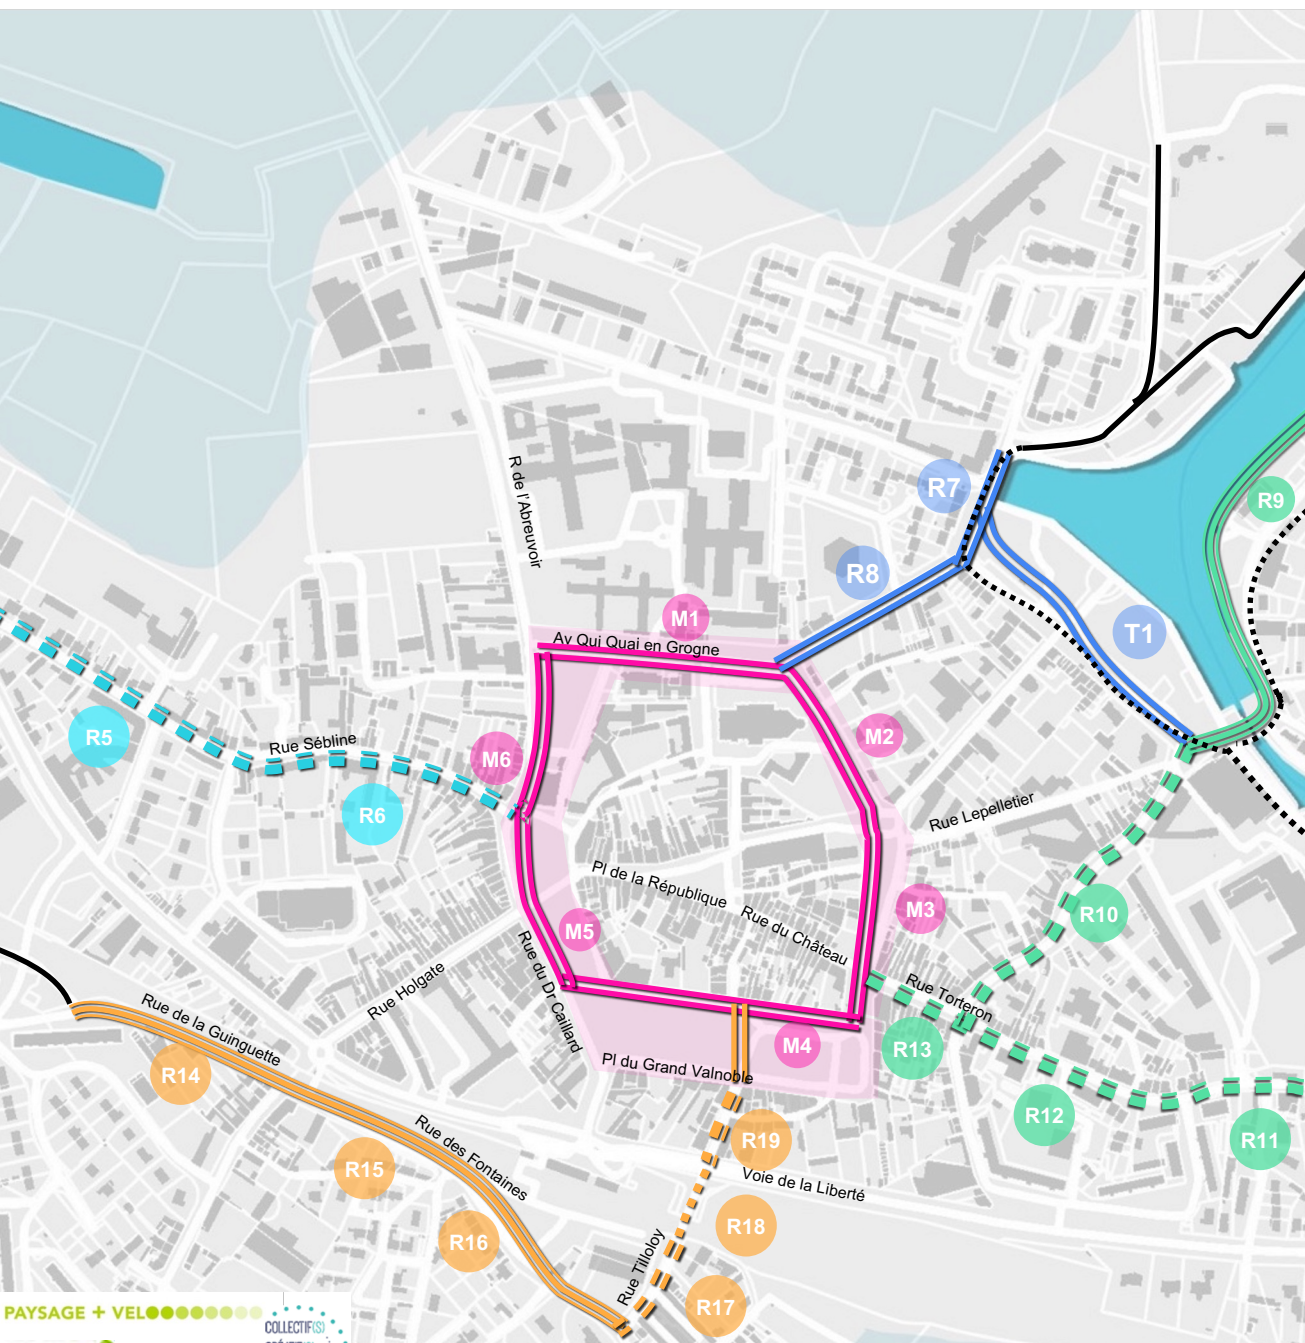 R de l'Abreuvoir
R7
R9
R8
M1
T1
Av Qui Quai en Grogne
R5
Rue Sébline
M6
M2
R6
Rue Lepelletier
Pl de la République
Rue du Château
M3
R10
M5
Rue du Dr Caillard
Rue Holgate
Rue Torteron
Rue de la Guinguette
M4
R13
Pl du Grand Valnoble
R14
R12
R11
R19
Rue des Fontaines
R15
Voie de la Liberté
R18
R16
Rue Tilloloy
R17
PAYSAGE + VELO
COLLECTIF(S)